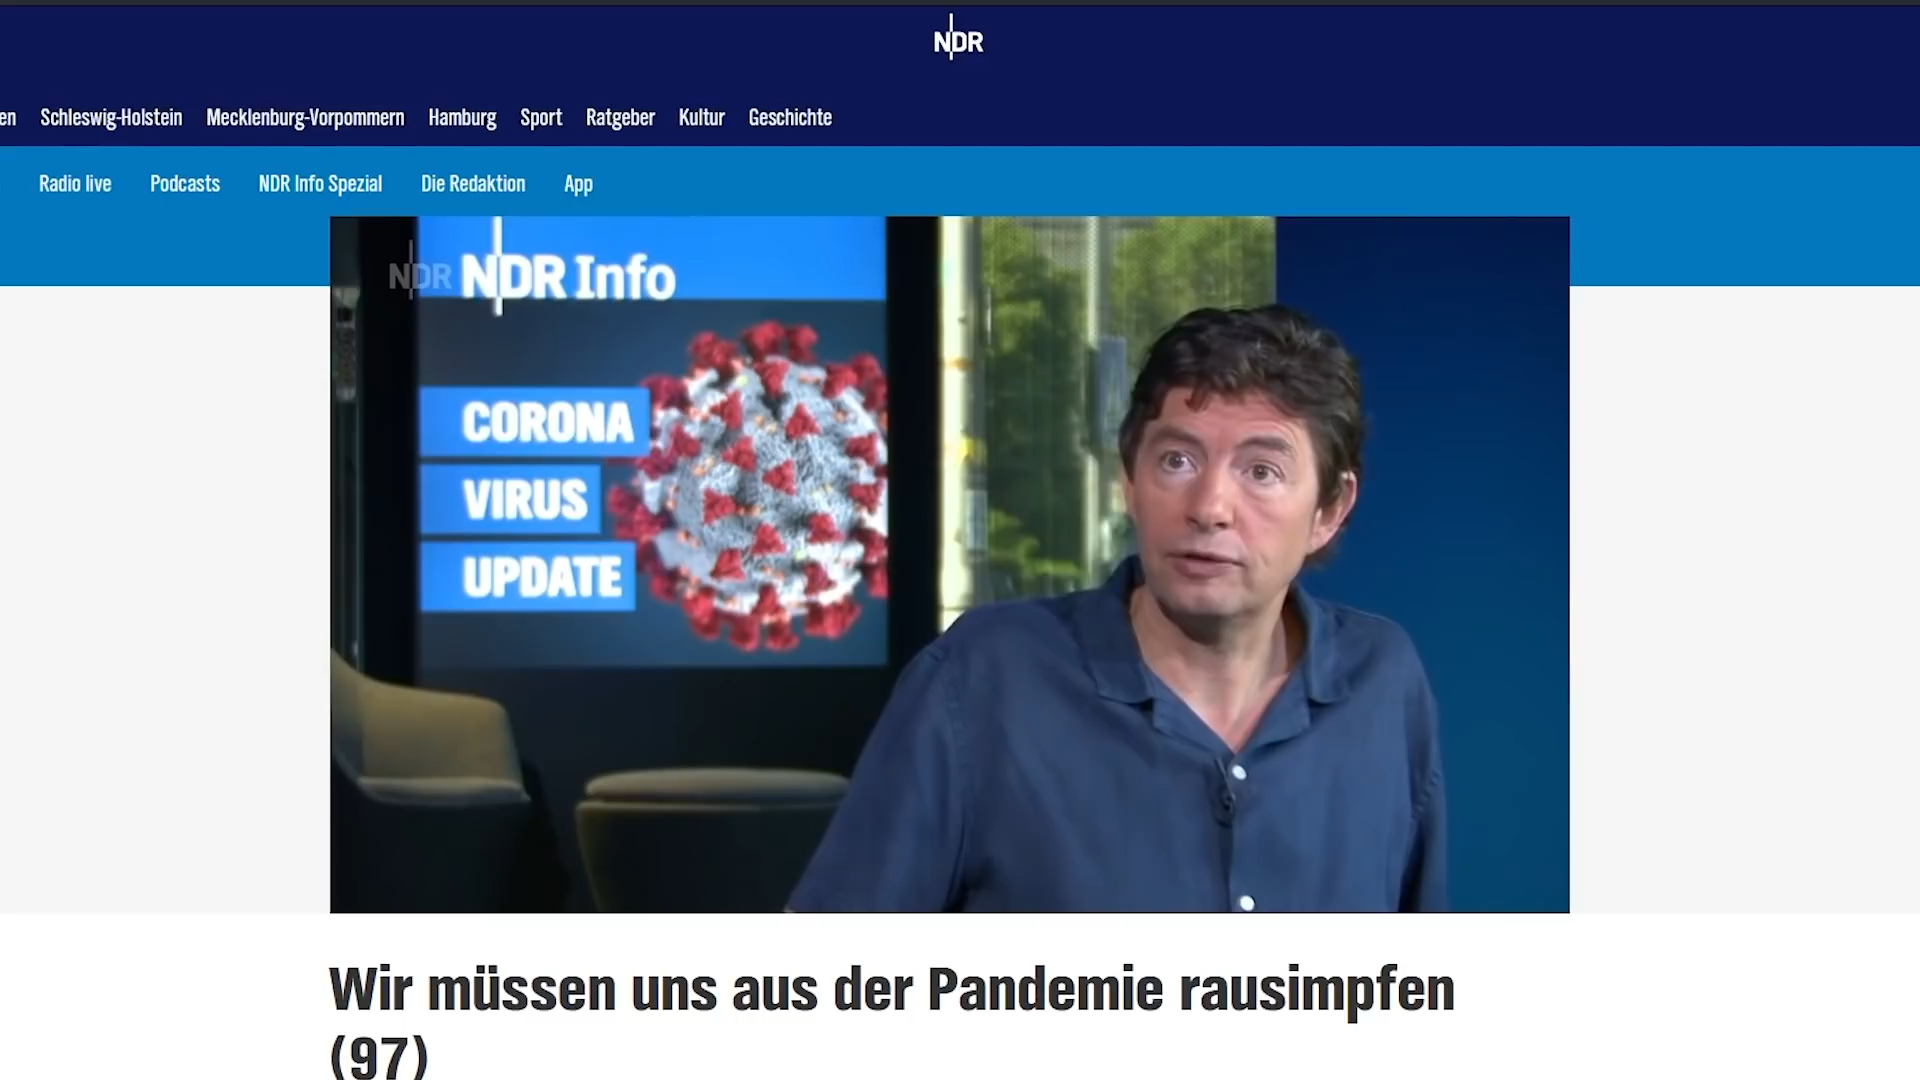 NDR
en Schleswig-Holstein Mecklenburg-Vorpommern Hamburg Sport Ratgeber Kultur Geschichte
Radio live Podcasts NDR Info Spezial Die Redaktion App
NDR NDR Info
CORONA
VIRUS
UPDATE
Wir müssen uns aus der Pandemie rausimpfen
(97)